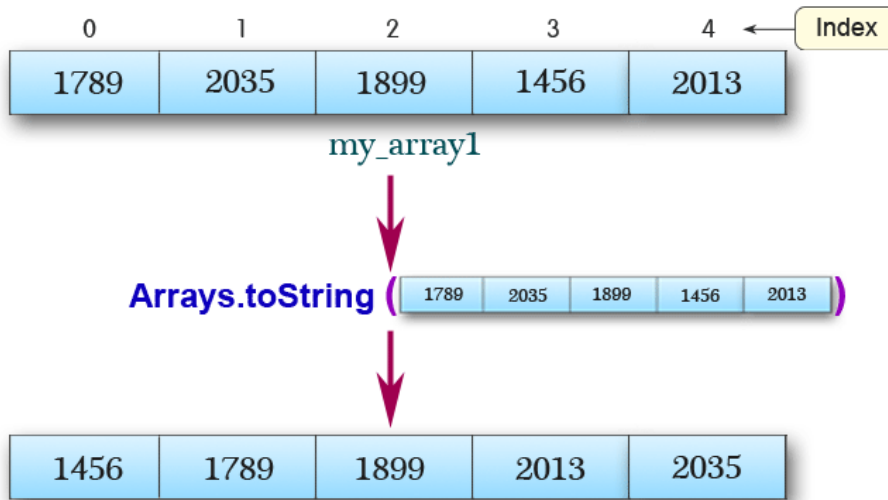 0 1 2 3 4 Index
1789 2035 1899 1456 2013
my_array1
Arrays.toString ( 1789 2035 1899 1456 2013 )
1456 1789 1899 2013 2035